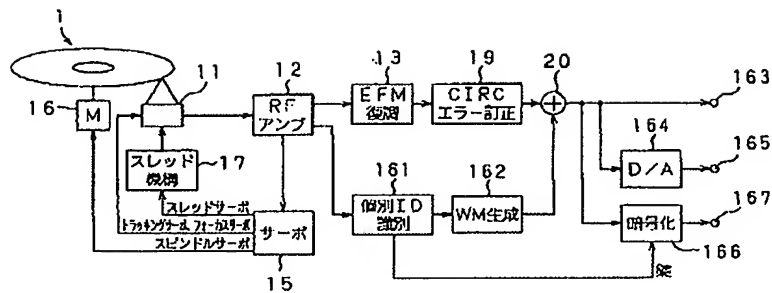 1
11
12
RF
アンプ
13
EFM
復調
19
CIRC
エラー訂正
20
163
164
D/A
165
16
M
スレッド
機構
17
161
個別ID
識別
162
WM生成
167
暗号化
166
鍵
スレッドサーボ
トラッキングサーボ、フォーカスサーボ
スピンドルサーボ
サーボ
15